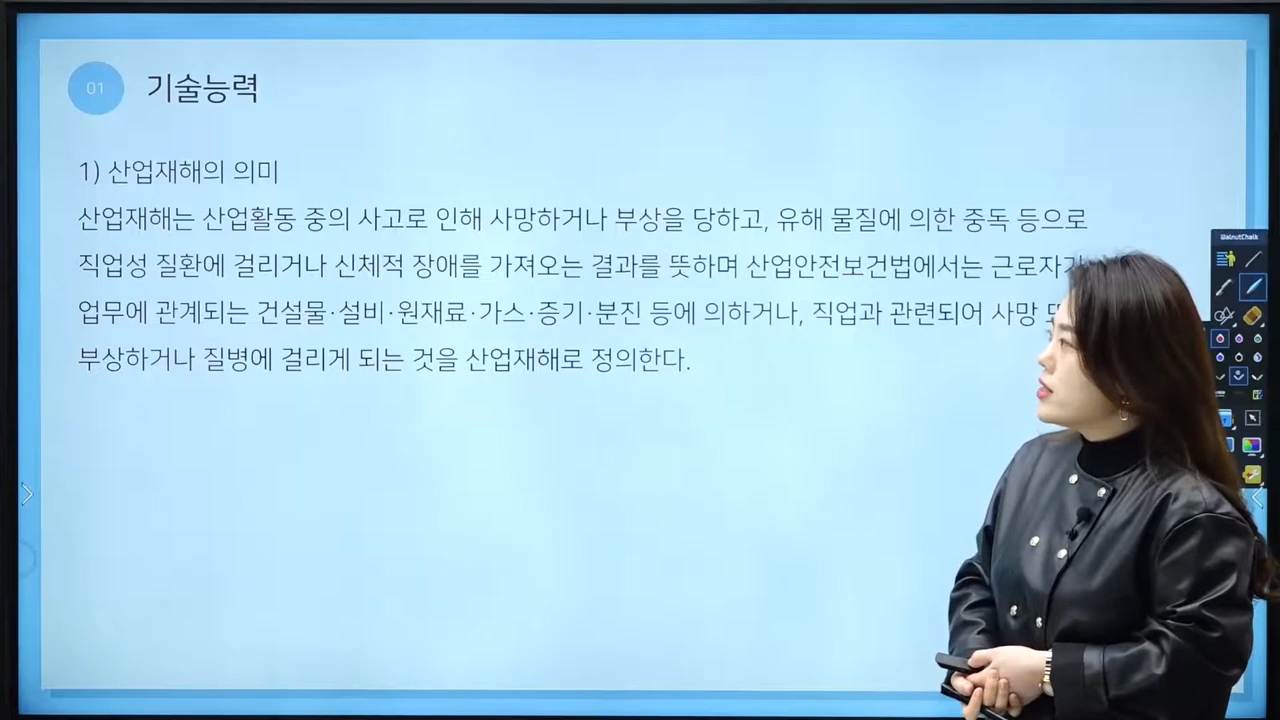 01
기술능력
1) 산업재해의 의미
산업재해는 산업활동 중의 사고로 인해 사망하거나 부상을 당하고, 유해 물질에 의한 중독 등으로
직업성 질환에 걸리거나 신체적 장애를 가져오는 결과를 뜻하며 산업안전보건법에서는
업무에 관계되는 건설물·설비·원재료·가스·증기·분진 등에 의하거나, 직업과 관련되어 사망
부상하거나 질병에 걸리게 되는 것을 산업재해로 정의한다.
WalnutChalk